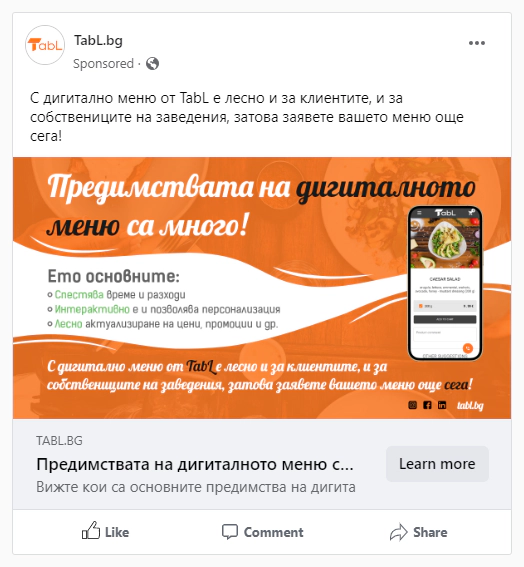 TabL
TabL.bg
Sponsored ·
С дигитално меню от TabL е лесно и за клиентите, и за
собствениците на заведения, затова заявете вашето меню още
сега!
Предимствата на дигиталното
меню са много!
Ето основните:
Спестява време и разходи
Интерактивно е и позволява персонализация
Лесно актуализиране на цени, промоции и др.
TabL
CAESAR SALAD
OTHER SUGGESTIONS
С дигитално меню от TabL е лесно и за клиентите, и за
собствениците на заведения, затова заявете вашето меню още сега!
tabl.bg
TABL.BG
Предимствата на дигиталното меню с...
Learn more
Вижте кои са основните предимства на дигита
Like
Comment
Share